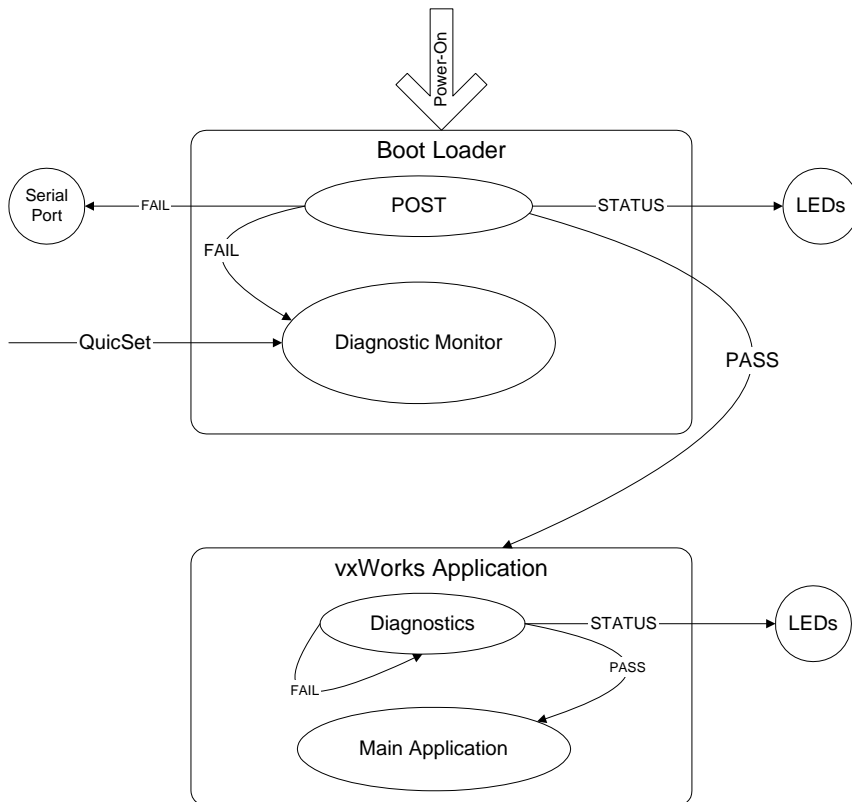 Power-On
Boot Loader
Serial
Port
FAIL
POST
STATUS
LEDs
FAIL
QuicSet
Diagnostic Monitor
PASS
vxWorks Application
Diagnostics
STATUS
LEDs
FAIL
PASS
Main Application